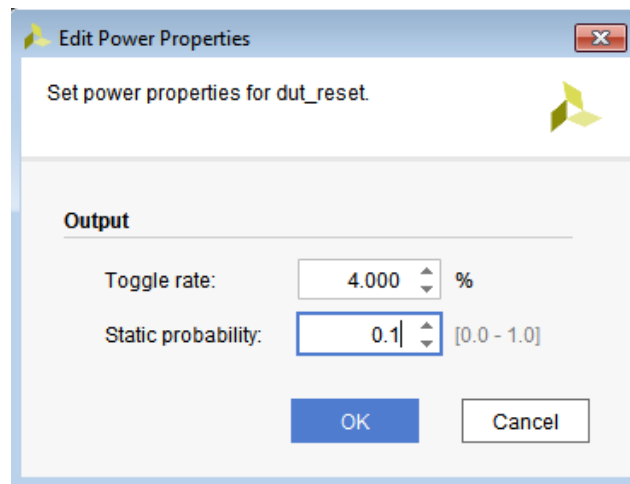 Edit Power Properties
Set power properties for dut_reset.
Output
Toggle rate: 4.000 %
Static probability: 0.1 [0.0 - 1.0]
OK Cancel